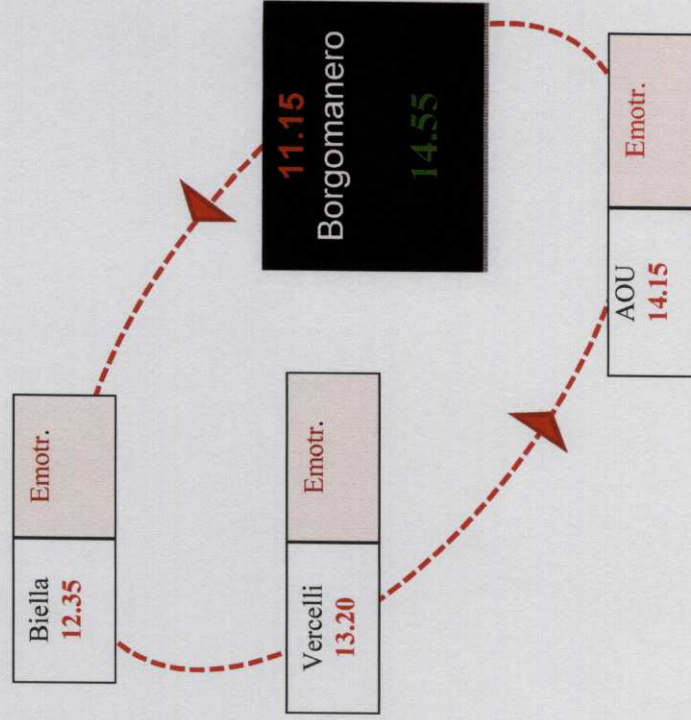 Biella
12.35
Emotr.
11.15
Borgomanero
14.55
Vercelli
13.20
Emotr.
AOU
14.15
Emotr.